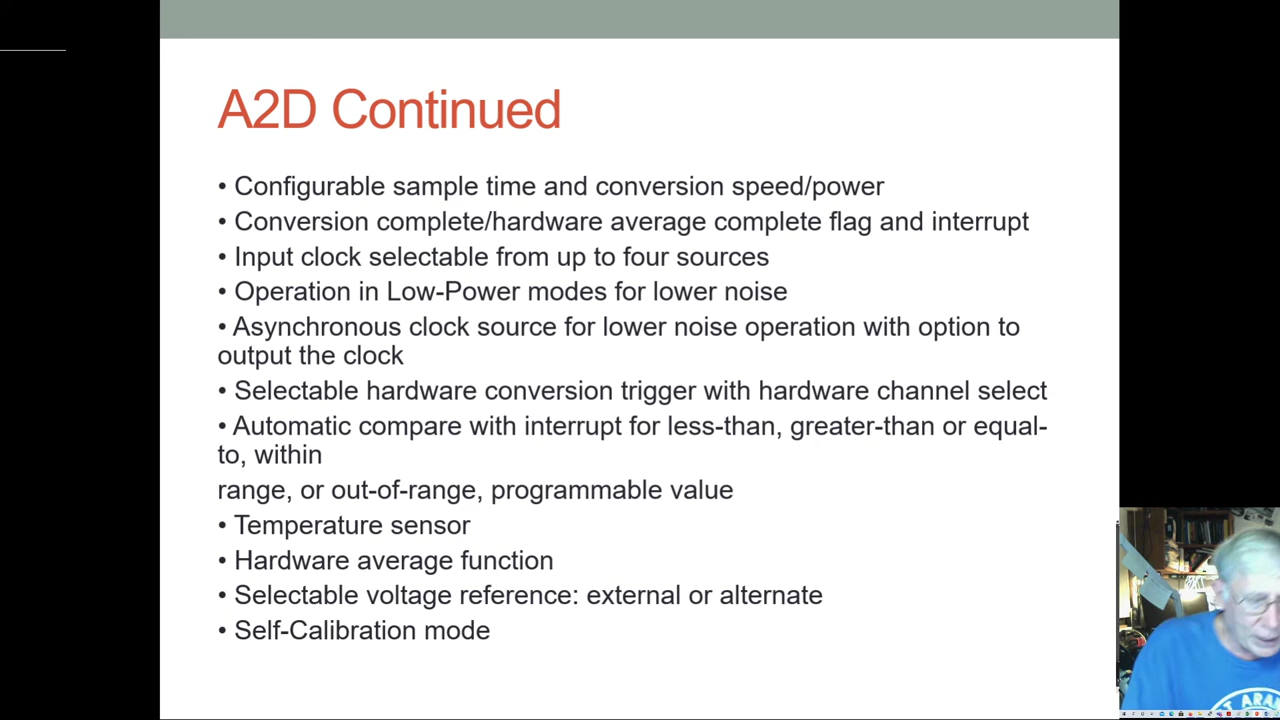 A2D Continued
• Configurable sample time and conversion speed/power
• Conversion complete/hardware average complete flag and interrupt
• Input clock selectable from up to four sources
• Operation in Low-Power modes for lower noise
• Asynchronous clock source for lower noise operation with option to
output the clock
• Selectable hardware conversion trigger with hardware channel select
• Automatic compare with interrupt for less-than, greater-than or equal-
to, within
range, or out-of-range, programmable value
• Temperature sensor
• Hardware average function
• Selectable voltage reference: external or alternate
• Self-Calibration mode